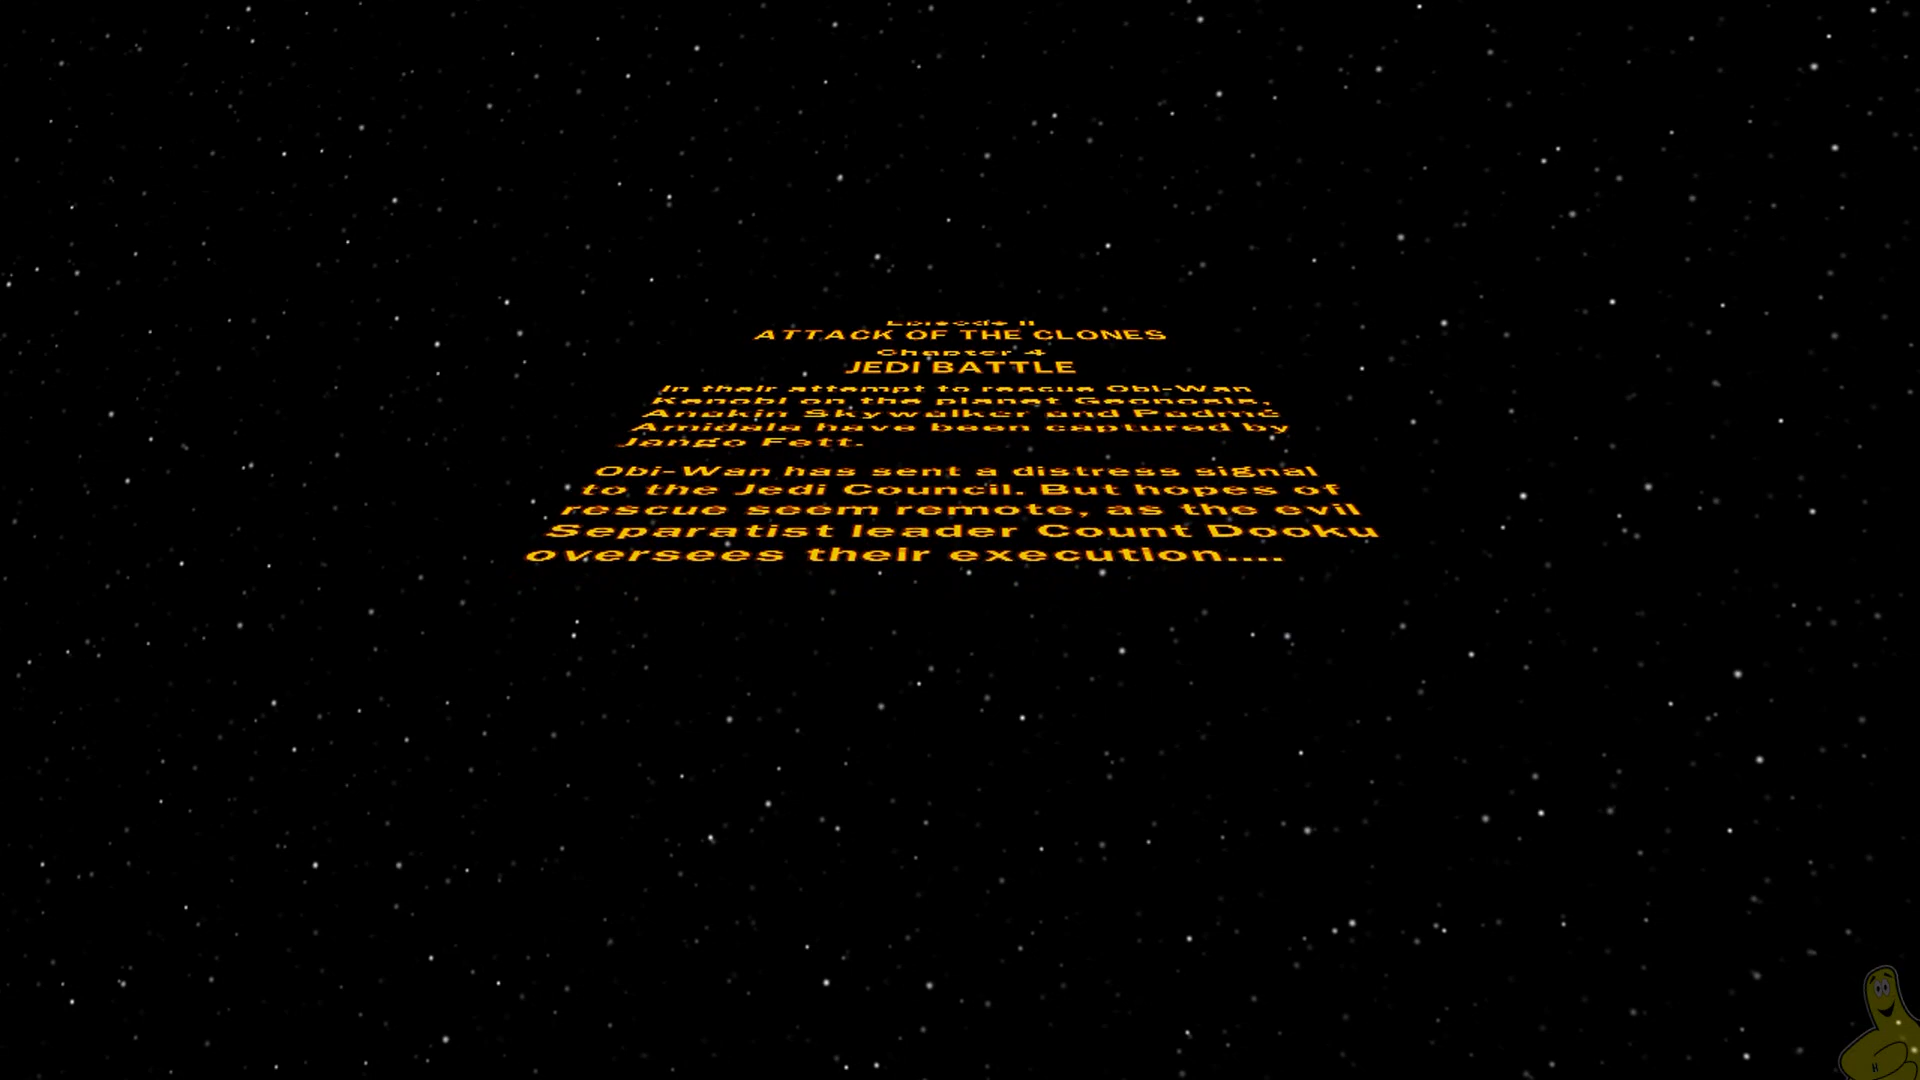 Episode II
ATTACK OF THE CLONES
Chapter 4
JEDI BATTLE
In their attempt to rescue Obi-Wan
Kenobi on the planet Geonosis,
Anakin Skywalker and Padmé
Amidala have been captured by
Jango Fett.
Obi-Wan has sent a distress signal
to the Jedi Council. But hopes of
rescue seem remote, as the evil
Separatist leader Count Dooku
oversees their execution....
H